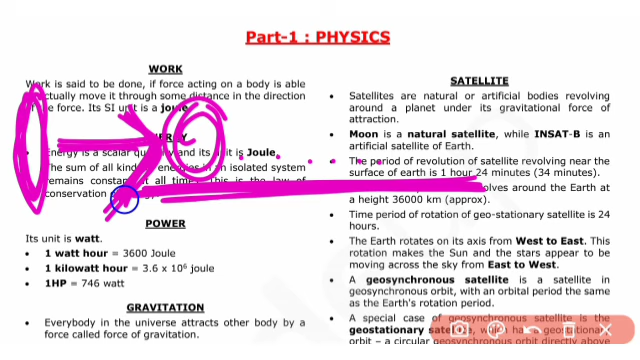 Part-1 : PHYSICS
WORK
Work is said to be done, if force acting on a body is able
actually move it through some distance in the direction
force. Its SI unit is a joule.
Energy is a scalar and its unit is Joule.
The sum of all kind energies in an isolated system
remains constant at all times. This is the law of
conservation
POWER
Its unit is watt.
• 1 watt hour = 3600 Joule
• 1 kilowatt hour = 3.6 x 10⁶ joule
• 1HP = 746 watt
GRAVITATION
• Everybody in the universe attracts other body by a
force called force of gravitation.
SATELLITE
• Satellites are natural or artificial bodies revolving
around a planet under its gravitational force of
attraction.
• Moon is a natural satellite, while INSAT-B is an
artificial satellite of Earth.
• The period of revolution of satellite revolving near the
surface of earth is 1 hour 24 minutes (34 minutes).
revolves around the Earth at
a height 36000 km (approx).
• Time period of rotation of geo-stationary satellite is 24
hours.
• The Earth rotates on its axis from West to East. This
rotation makes the Sun and the stars appear to be
moving across the sky from East to West.
• A geosynchronous satellite is a satellite in
geosynchronous orbit, with an orbital period the same
as the Earth's rotation period.
• A special case of geosynchronous satellite is the
geostationary satellite, which has a geostationary
orbit – a circular geosynchronous orbit directly above